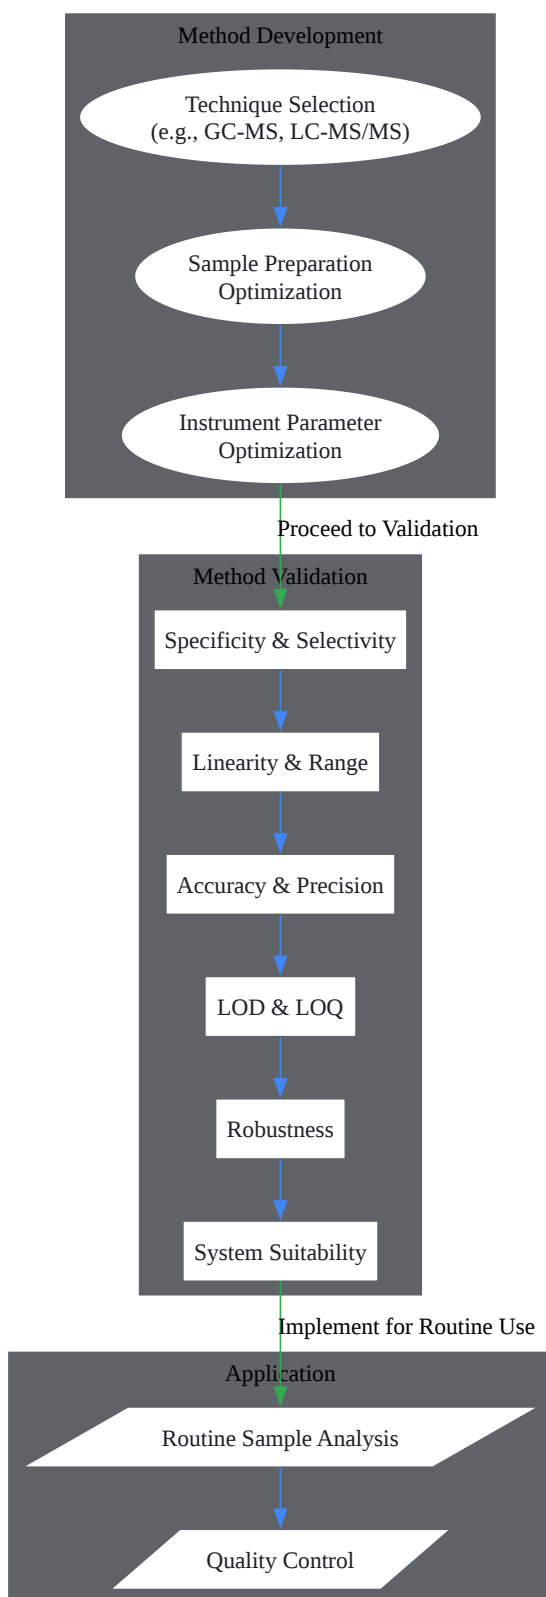 Method Development
Technique Selection
(e.g., GC-MS, LC-MS/MS)
Sample Preparation
Optimization
Instrument Parameter
Optimization
Proceed to Validation
Method Validation
Specificity & Selectivity
Linearity & Range
Accuracy & Precision
LOD & LOQ
Robustness
System Suitability
Implement for Routine Use
Application
Routine Sample Analysis
Quality Control